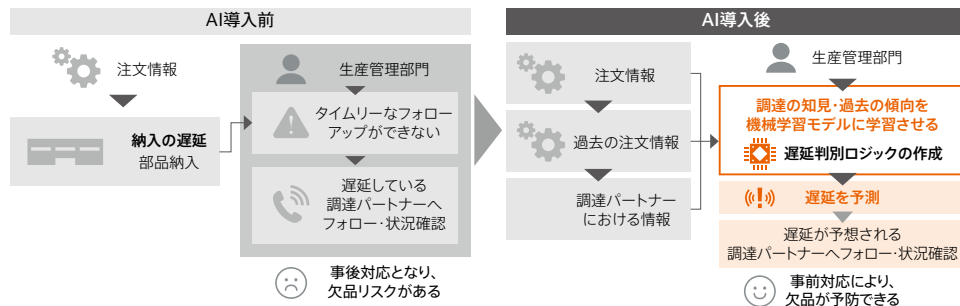 AI導入前
注文情報
納入の遅延
部品納入
生産管理部門
タイムリーなフォロー
アップができない
遅延している
調達パートナーへ
フォロー・状況確認
事後対応となり、
欠品リスクがある
AI導入後
注文情報
過去の注文情報
調達パートナー
における情報
生産管理部門
調達の知見・過去の傾向を
機械学習モデルに学習させる
遅延判別ロジックの作成
遅延を予測
遅延が予想される
調達パートナーへフォロー・状況確認
事前対応により、
欠品が予防できる